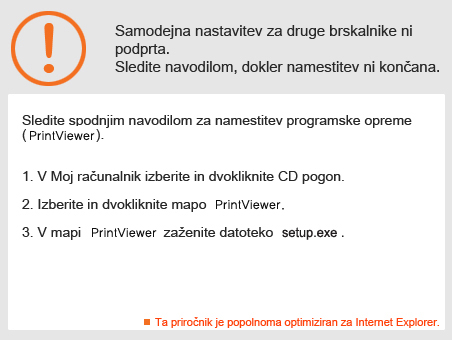 Samodejna nastavitev za druge brskalnike ni
podprta.
Sledite navodilom, dokler namestitev ni končana.
Sledite spodnjim navodilom za namestitev programske opreme
( PrintViewer).
1. V Moj računalnik izberite in dvokliknite CD pogon.
2. Izberite in dvokliknite mapo PrintViewer.
3. V mapi PrintViewer zaženite datoteko setup.exe .
Ta priročnik je popolnoma optimiziran za Internet Explorer.